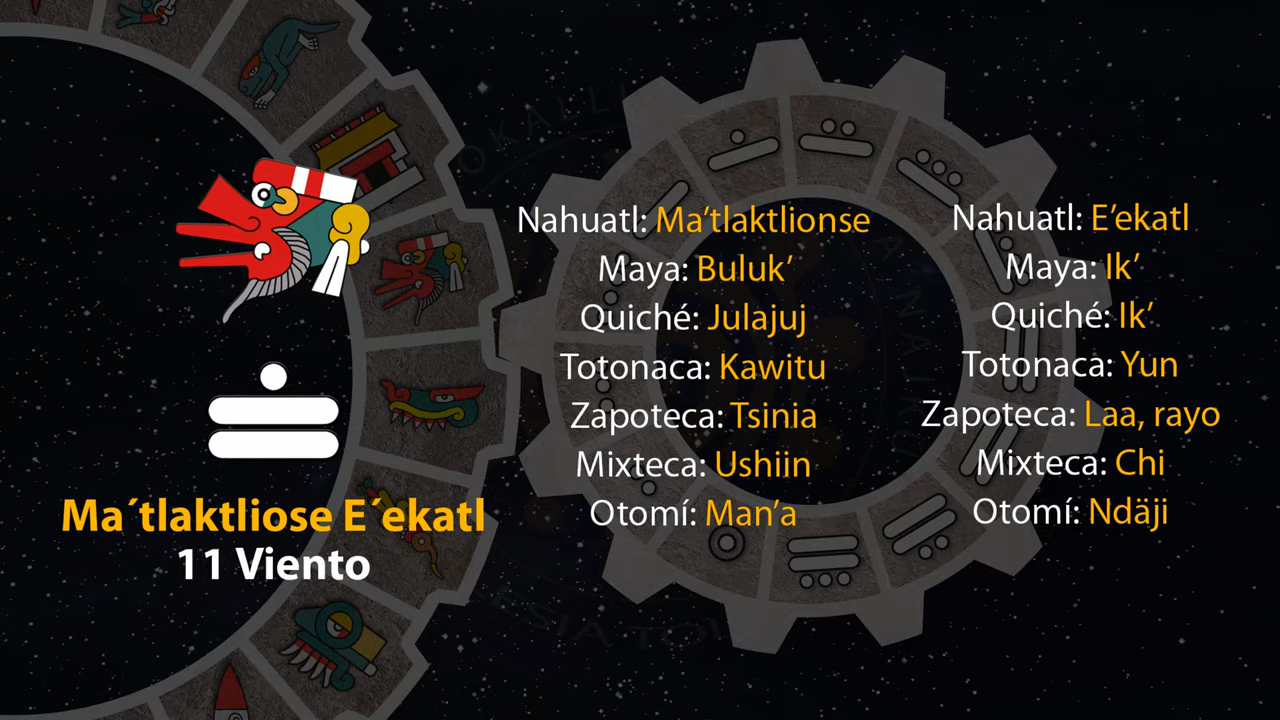 Ma´tlaktliose E´ekatl
11 Viento
Nahuatl: Ma’tlaktlionse
Maya: Buluk’
Quiché: Julajuj
Totonaca: Kawitu
Zapoteca: Tsinia
Mixteca: Ushiin
Otomí: Man’a
Nahuatl: E’ekatl
Maya: Ik’
Quiché: Ik’
Totonaca: Yun
Zapoteca: Laa, rayo
Mixteca: Chi
Otomí: Ndäji